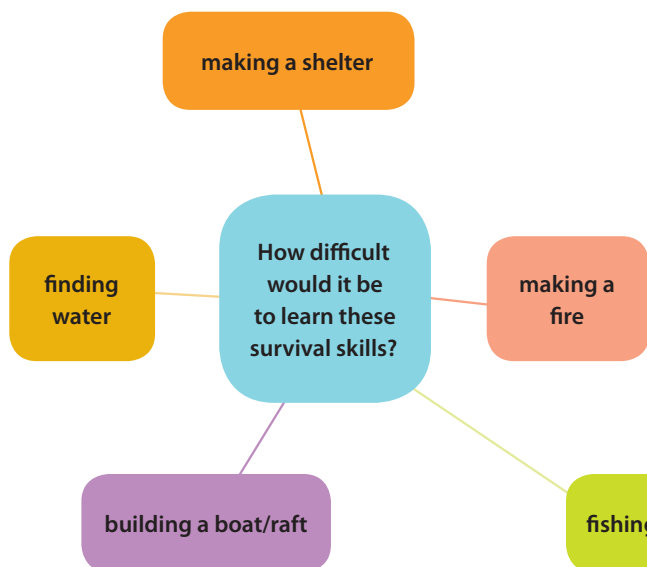 making a shelter
How difficult
would it be
to learn these
survival skills?
finding
water
making a
fire
building a boat/raft
fishing